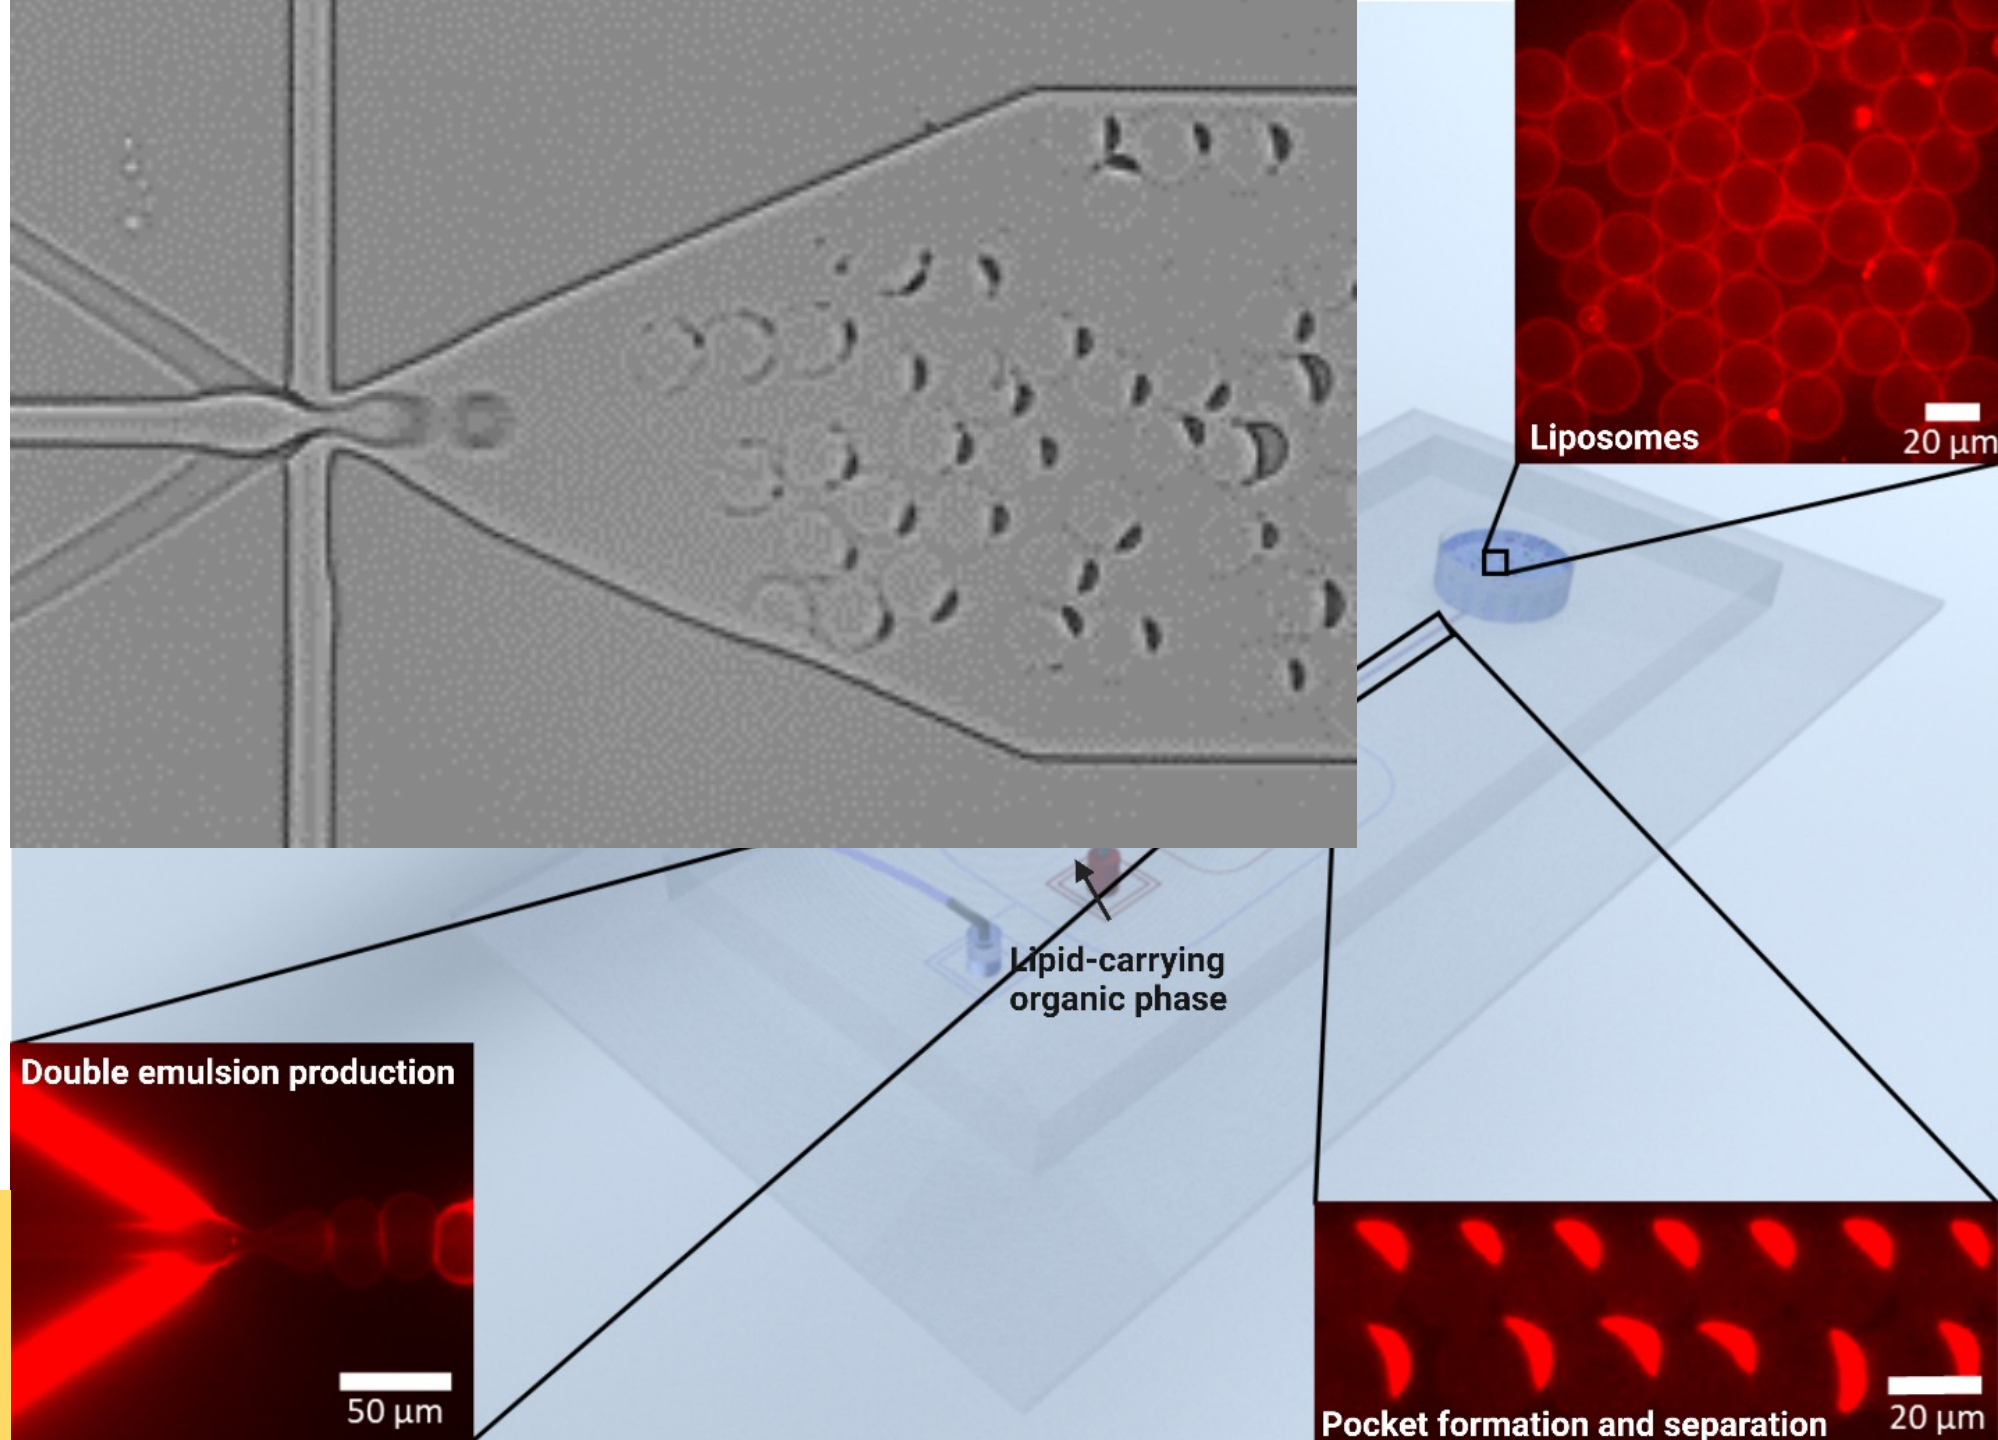 Liposomes
20 µm
Lipid-carrying
organic phase
Double emulsion production
50 µm
Pocket formation and separation
20 µm